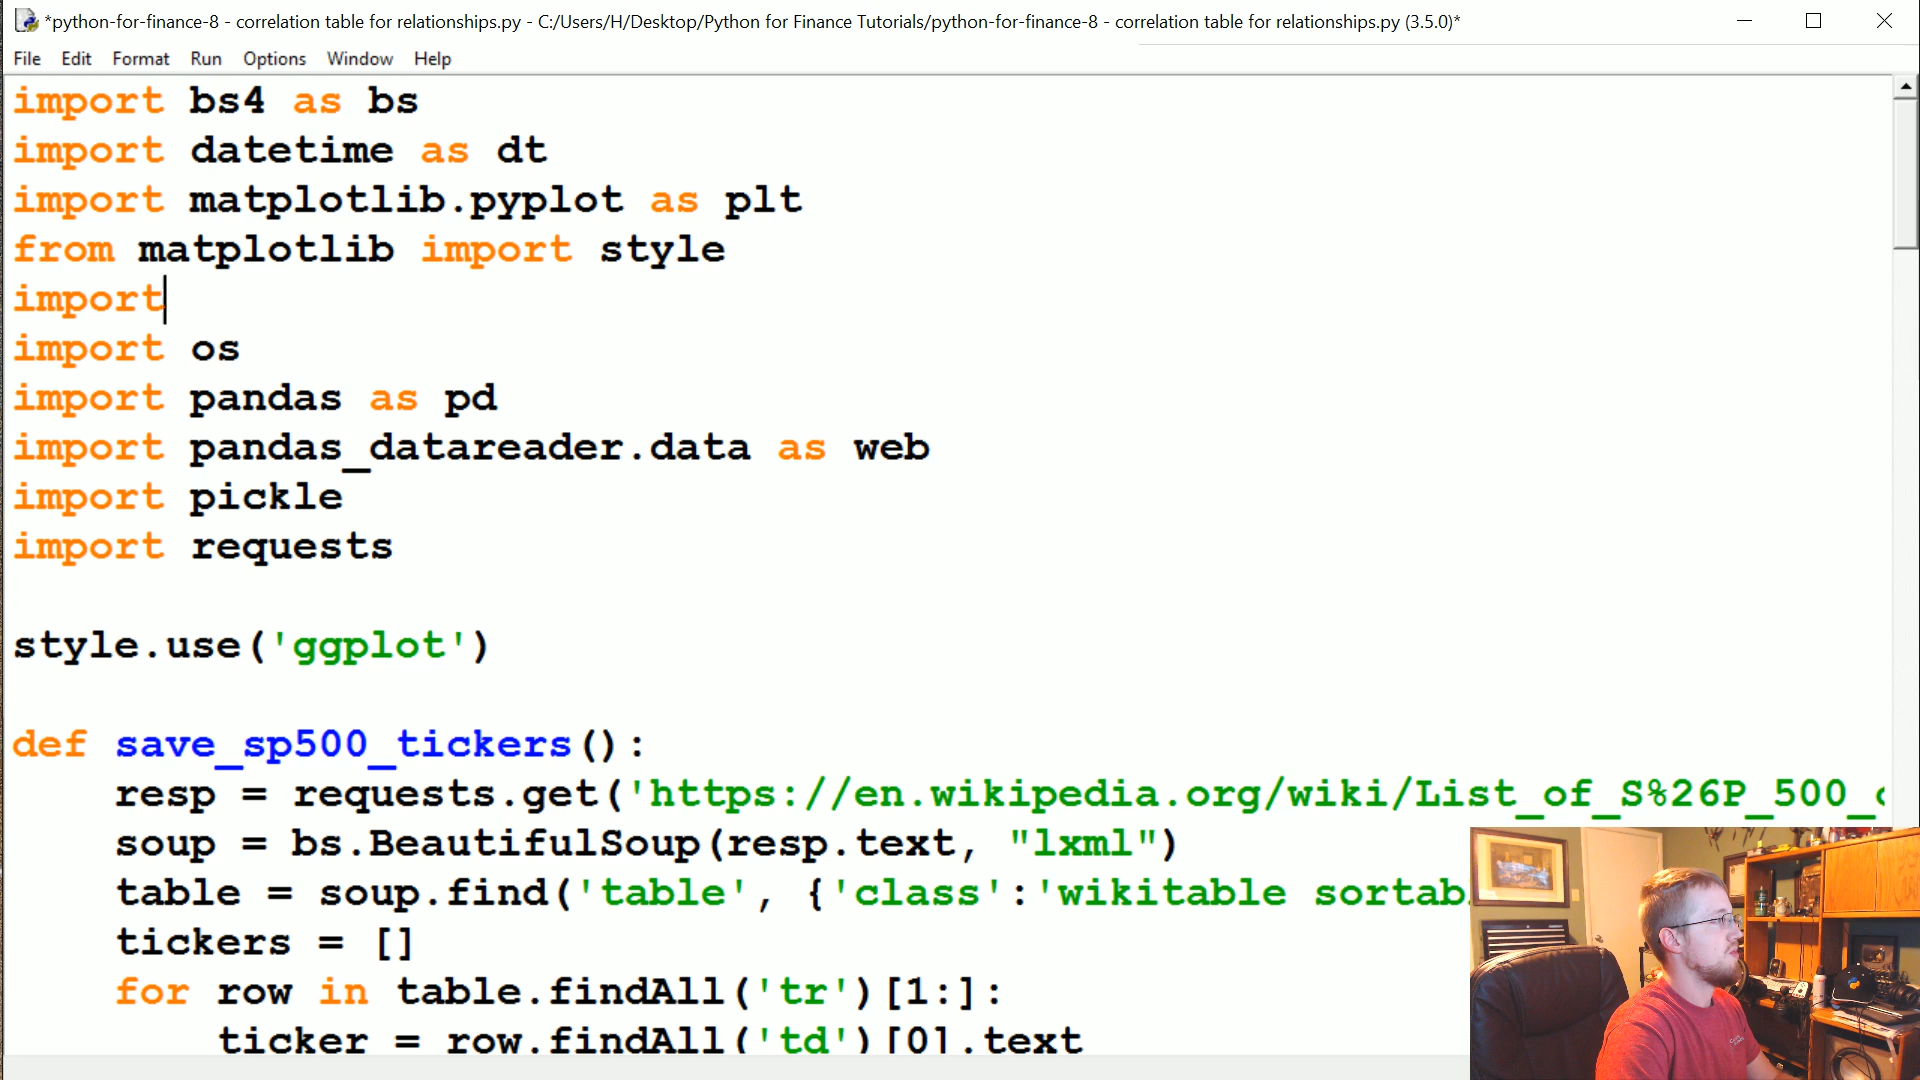 *python-for-finance-8 - correlation table for relationships.py - C:/Users/H/Desktop/Python for Finance Tutorials/python-for-finance-8 - correlation table for relationships.py (3.5.0)*
File Edit Format Run Options Window Help
import bs4 as bs
import datetime as dt
import matplotlib.pyplot as plt
from matplotlib import style
import
import os
import pandas as pd
import pandas_datareader.data as web
import pickle
import requests
style.use('ggplot')
def save_sp500_tickers():
resp = requests.get('https://en.wikipedia.org/wiki/List_of_S%26P_500_
soup = bs.BeautifulSoup(resp.text, "lxml")
table = soup.find('table', {'class':'wikitable sortab
tickers = []
for row in table.findAll('tr')[1:]:
ticker = row.findAll('td')[0].text